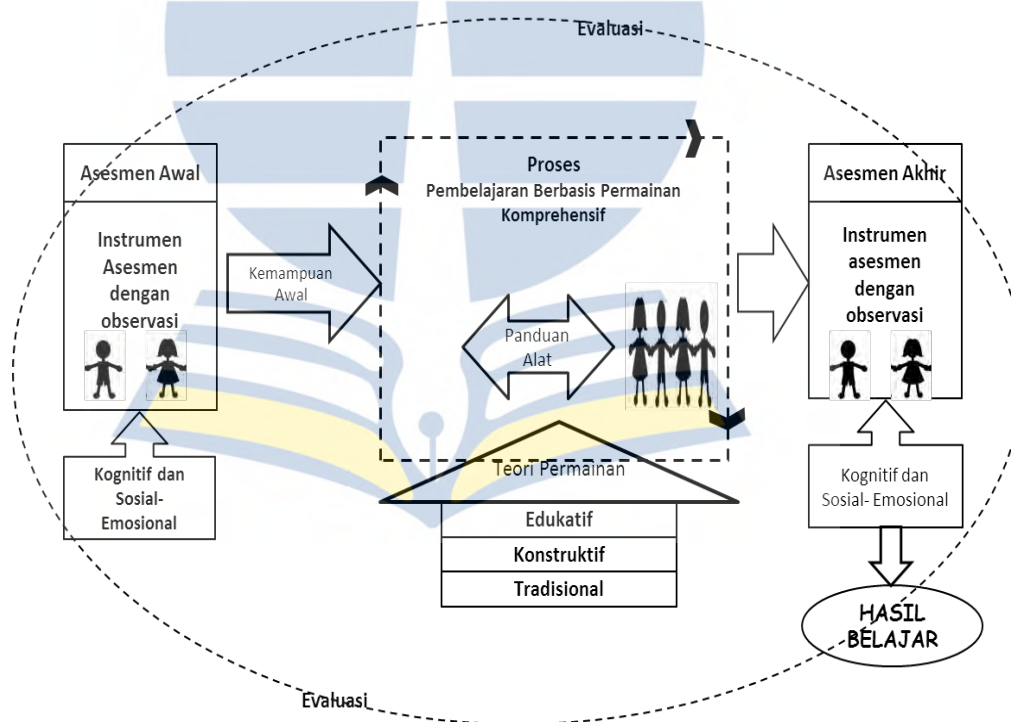 Evaluasi
Asesmen Awal
Instrumen
Asesmen
dengan
observasi
Kognitif dan
Sosial-
Emosional
Kemampuan
Awal
Proses
Pembelajaran Berbasis Permainan
Komprehensif
Panduan
Alat
Teori Permainan
Edukatif
Konstruktif
Tradisional
Asesmen Akhir
Instrumen
asesmen
dengan
observasi
Kognitif dan
Sosial- Emosional
HASIL
BELAJAR
Evaluasi